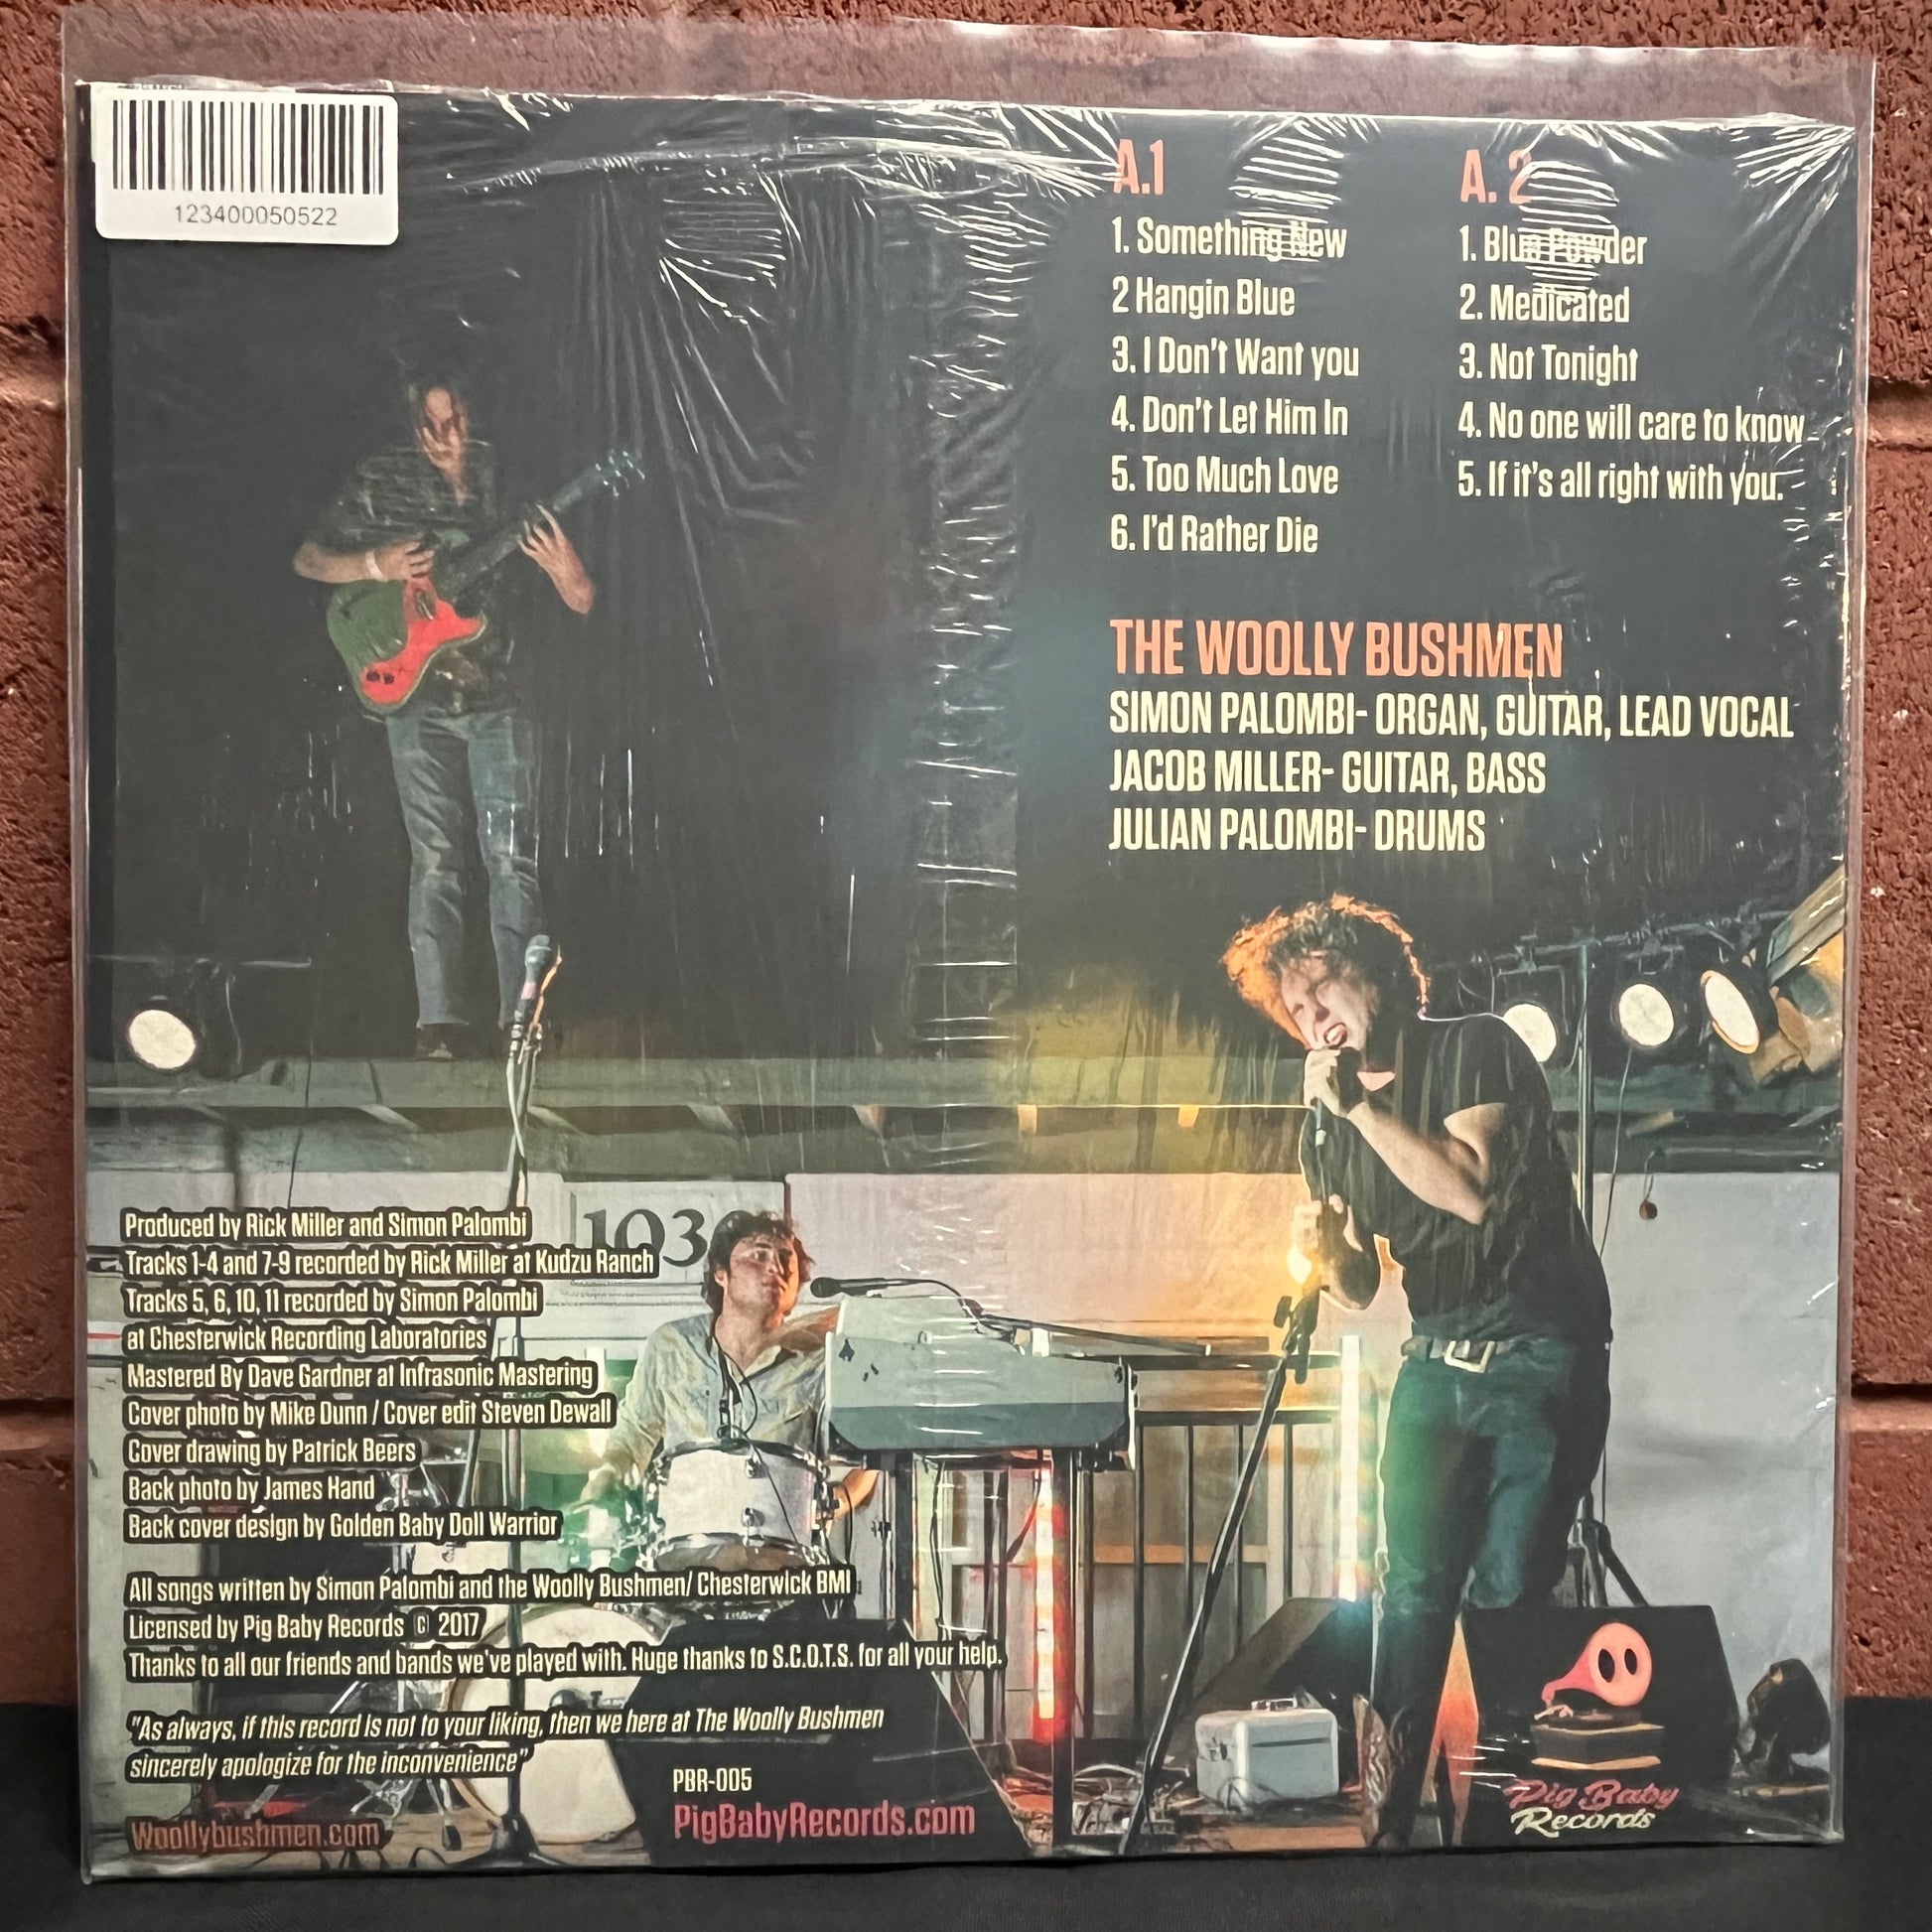 123400050522
A.1
1. Something New
2 Hangin Blue
3. I Don't Want you
4. Don't Let Him In
5. Too Much Love
6. I'd Rather Die
A. 2
1. Blue Powder
2. Medicated
3. Not Tonight
4. No one will care to know
5. If it's all right with you.
THE WOOLLY BUSHMEN
SIMON PALOMBI- ORGAN, GUITAR, LEAD VOCAL
JACOB MILLER- GUITAR, BASS
JULIAN PALOMBI- DRUMS
103
Produced by Rick Miller and Simon Palombi
Tracks 1-4 and 7-9 recorded by Rick Miller at Kudzu Ranch
Tracks 5, 6, 10, 11 recorded by Simon Palombi
at Chesterwick Recording Laboratories
Mastered By Dave Gardner at Infrasonic Mastering
Cover photo by Mike Dunn / Cover edit Steven Dewall
Cover drawing by Patrick Beers
Back photo by James Hand
Back cover design by Golden Baby Doll Warrior
All songs written by Simon Palombi and the Woolly Bushmen/ Chesterwick BMI
Licensed by Pig Baby Records © 2017
Thanks to all our friends and bands we've played with. Huge thanks to S.C.O.T.S. for all your help.
"As always, if this record is not to your liking, then we here at The Woolly Bushmen
sincerely apologize for the inconvenience"
Woollybushmen.com
PBR-005
PigBabyRecords.com
Pig Baby
Records